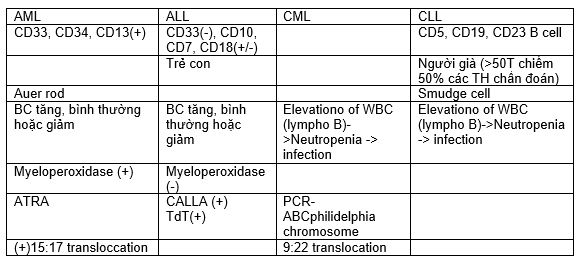 AML ALL CML CLL
CD33, CD34, CD13(+) CD33(-), CD10, CD5, CD19, CD23 B cell
CD7, CD18(+/-)
Trẻ con Người già (>50T chiếm
50% các TH chân đoán)
Auer rod Smudge cell
BC tăng, bình thường BC tăng, bình Elevationo of WBC Elevationo of WBC
hoặc giảm thường hoặc (lympho B)- (lympho B)->Neutropenia
giảm >Neutropenia -> -> infection
infection
Myeloperoxidase (+) Myeloperoxidase
(-)
ATRA CALLA (+) PCR-
TdT(+) ABCphilidelphia
chromosome
(+)15:17 transloccation 9:22 translocation